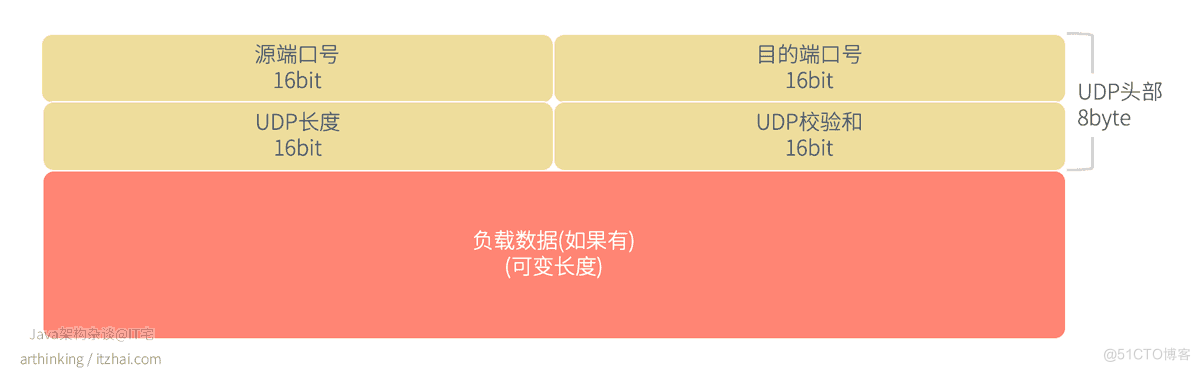 源端口号
16bit
目的端口号
16bit
UDP长度
16bit
UDP校验和
16bit
UDP头部
8byte
负载数据(如果有)
(可变长度)
Java架构杂谈@IT宅
arthinking / itzhai.com
@51CTO博客